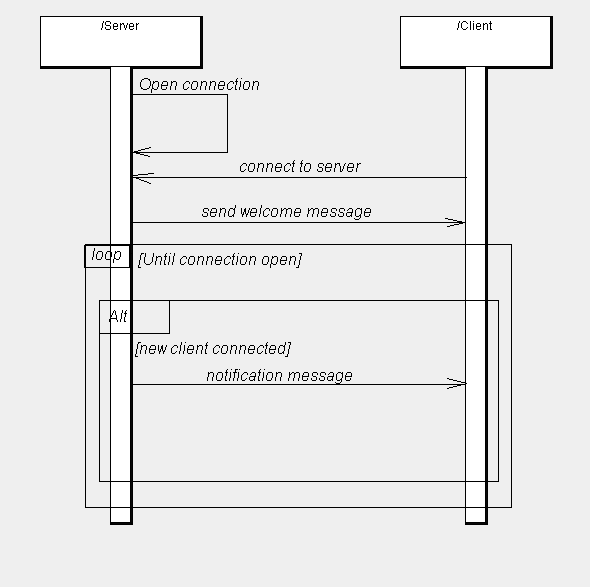 /Server
/Client
Open connection
connect to server
send welcome message
loop
[Until connection open]
Alt
[new client connected]
notification message